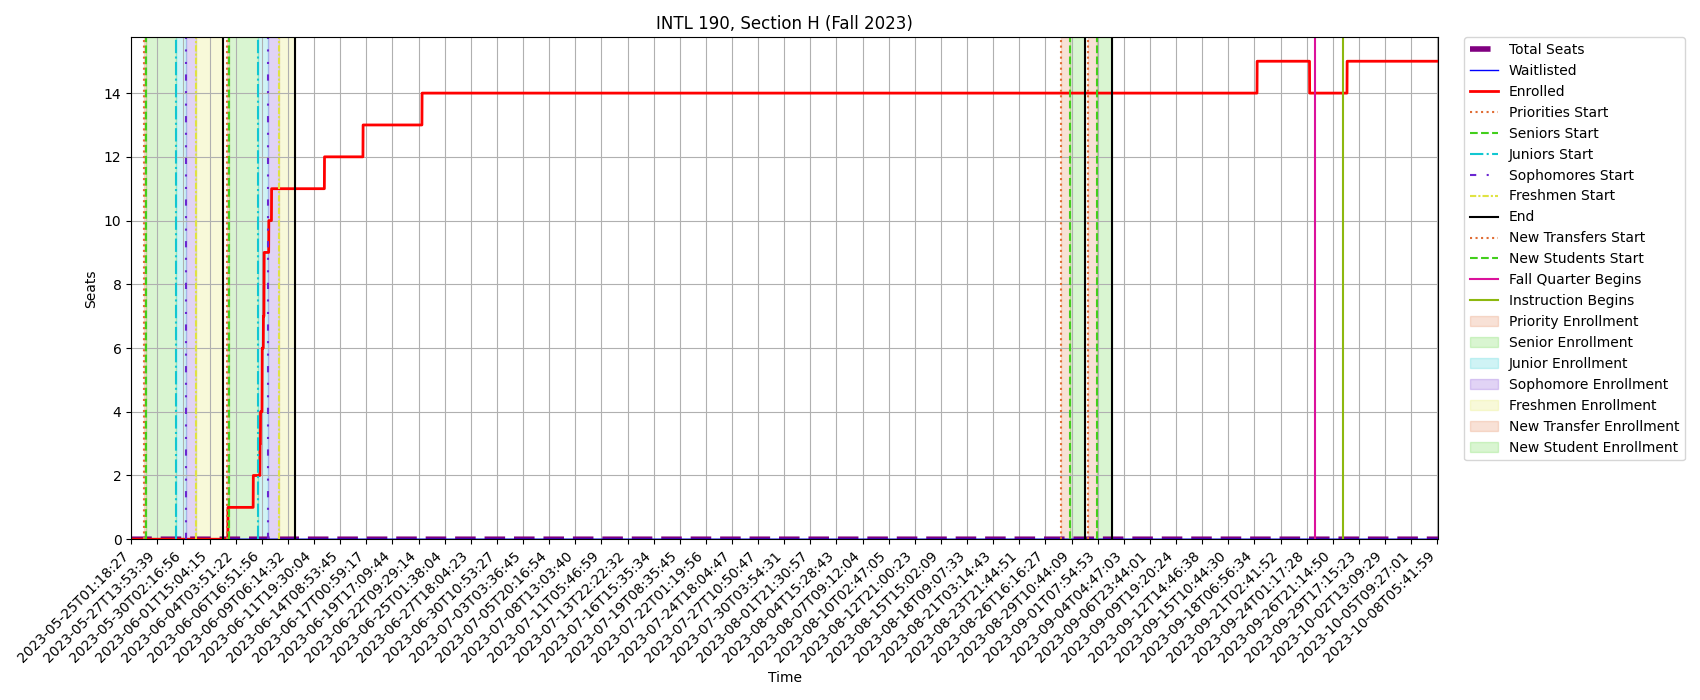 INTL 190, Section H (Fall 2023)
Seats
14
12
10
8
6
4
2
0
2023-05-25T01:18:27
2023-05-27T13:53:39
2023-05-30T02:16:56
2023-06-01T15:04:15
2023-06-04T03:51:22
2023-06-06T16:51:56
2023-06-09T06:14:32
2023-06-11T19:30:04
2023-06-14T08:53:45
2023-06-17T00:59:17
2023-06-19T17:09:44
2023-06-22T09:29:14
2023-06-25T01:38:04
2023-06-27T18:04:23
2023-06-30T10:53:27
2023-07-03T03:36:45
2023-07-05T20:16:54
2023-07-08T13:03:40
2023-07-11T05:46:59
2023-07-13T22:22:32
2023-07-16T15:35:34
2023-07-19T08:35:45
2023-07-22T01:19:56
2023-07-24T18:04:47
2023-07-27T10:50:47
2023-07-30T03:54:31
2023-08-01T21:30:57
2023-08-04T15:28:43
2023-08-07T09:12:04
2023-08-10T02:47:05
2023-08-12T21:00:23
2023-08-15T15:02:09
2023-08-18T09:07:33
2023-08-21T03:14:43
2023-08-23T21:44:51
2023-08-26T16:16:27
2023-08-29T10:44:09
2023-09-01T07:54:53
2023-09-04T04:47:03
2023-09-06T23:44:01
2023-09-09T19:20:24
2023-09-12T14:46:38
2023-09-15T10:44:30
2023-09-18T06:56:34
2023-09-21T02:41:52
2023-09-24T01:17:28
2023-09-26T21:14:50
2023-09-29T17:15:23
2023-10-02T13:09:29
2023-10-05T09:27:01
2023-10-08T05:41:59
Time
Total Seats
Waitlisted
Enrolled
Priorities Start
Seniors Start
Juniors Start
Sophomores Start
Freshmen Start
End
New Transfers Start
New Students Start
Fall Quarter Begins
Instruction Begins
Priority Enrollment
Senior Enrollment
Junior Enrollment
Sophomore Enrollment
Freshmen Enrollment
New Transfer Enrollment
New Student Enrollment